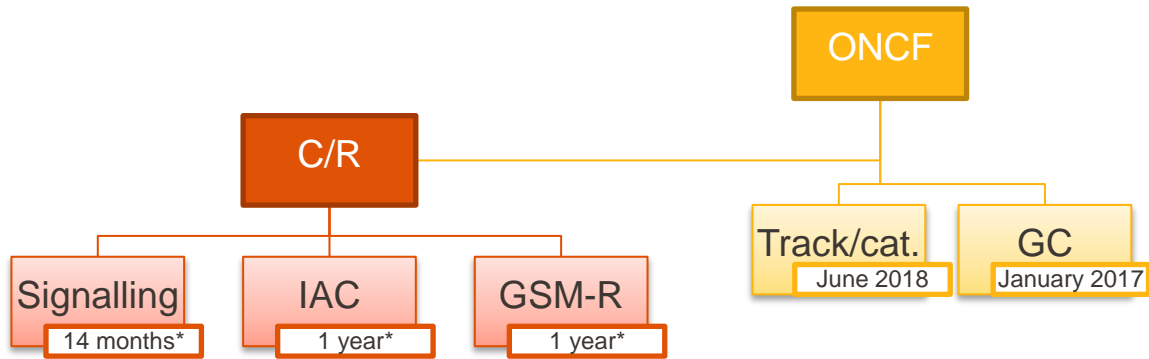 ONCF
C/R
Track/cat.
June 2018
GC
January 2017
Signalling
14 months*
IAC
1 year*
GSM-R
1 year*